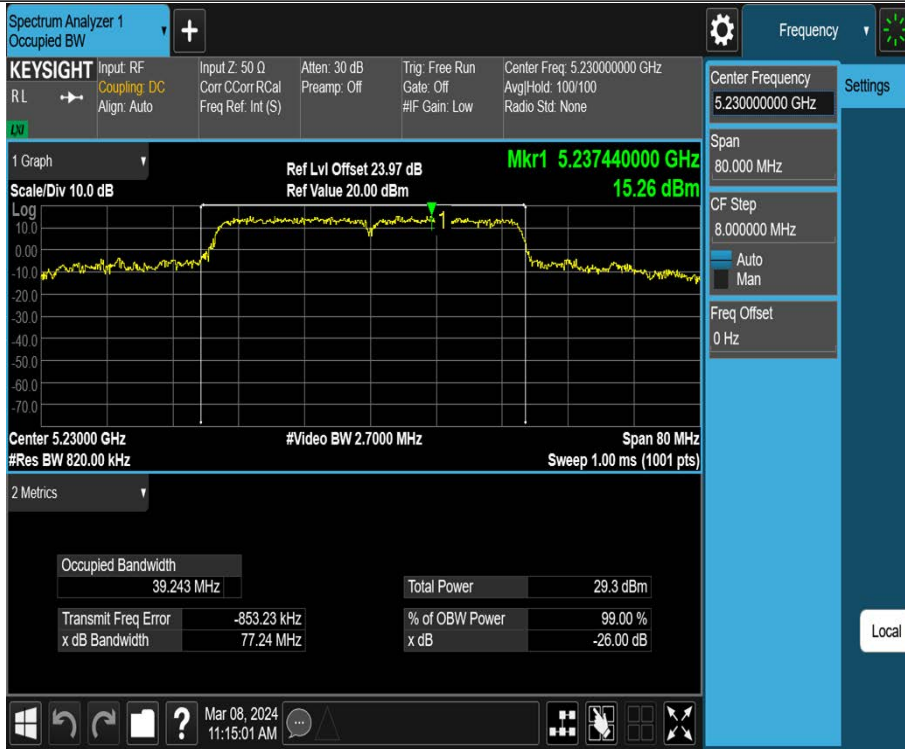 Spectrum Analyzer 1
Occupied BW
+
Frequency
KEYSIGHT
R L
LXI
Input: RF
Coupling: DC
Align: Auto
Input Z: 50 Ω
Corr CCorr RCal
Freq Ref: Int (S)
Atten: 30 dB
Preamp: Off
Trig: Free Run
Gate: Off
#IF Gain: Low
Center Freq: 5.230000000 GHz
Avg|Hold: 100/100
Radio Std: None
Center Frequency
5.230000000 GHz
Settings
Span
80.000 MHz
CF Step
8.000000 MHz
Auto
Man
Freq Offset
0 Hz
Local
1 Graph
Scale/Div 10.0 dB
Ref Lvl Offset 23.97 dB
Ref Value 20.00 dBm
Mkr1 5.237440000 GHz
15.26 dBm
Log
10.0
0.00
-10.0
-20.0
-30.0
-40.0
-50.0
-60.0
-70.0
1
Center 5.23000 GHz
#Res BW 820.00 kHz
#Video BW 2.7000 MHz
Span 80 MHz
Sweep 1.00 ms (1001 pts)
2 Metrics
Occupied Bandwidth
39.243 MHz
Transmit Freq Error -853.23 kHz
x dB Bandwidth 77.24 MHz
Total Power 29.3 dBm
% of OBW Power 99.00 %
x dB -26.00 dB
?
Mar 08, 2024
11:15:01 AM